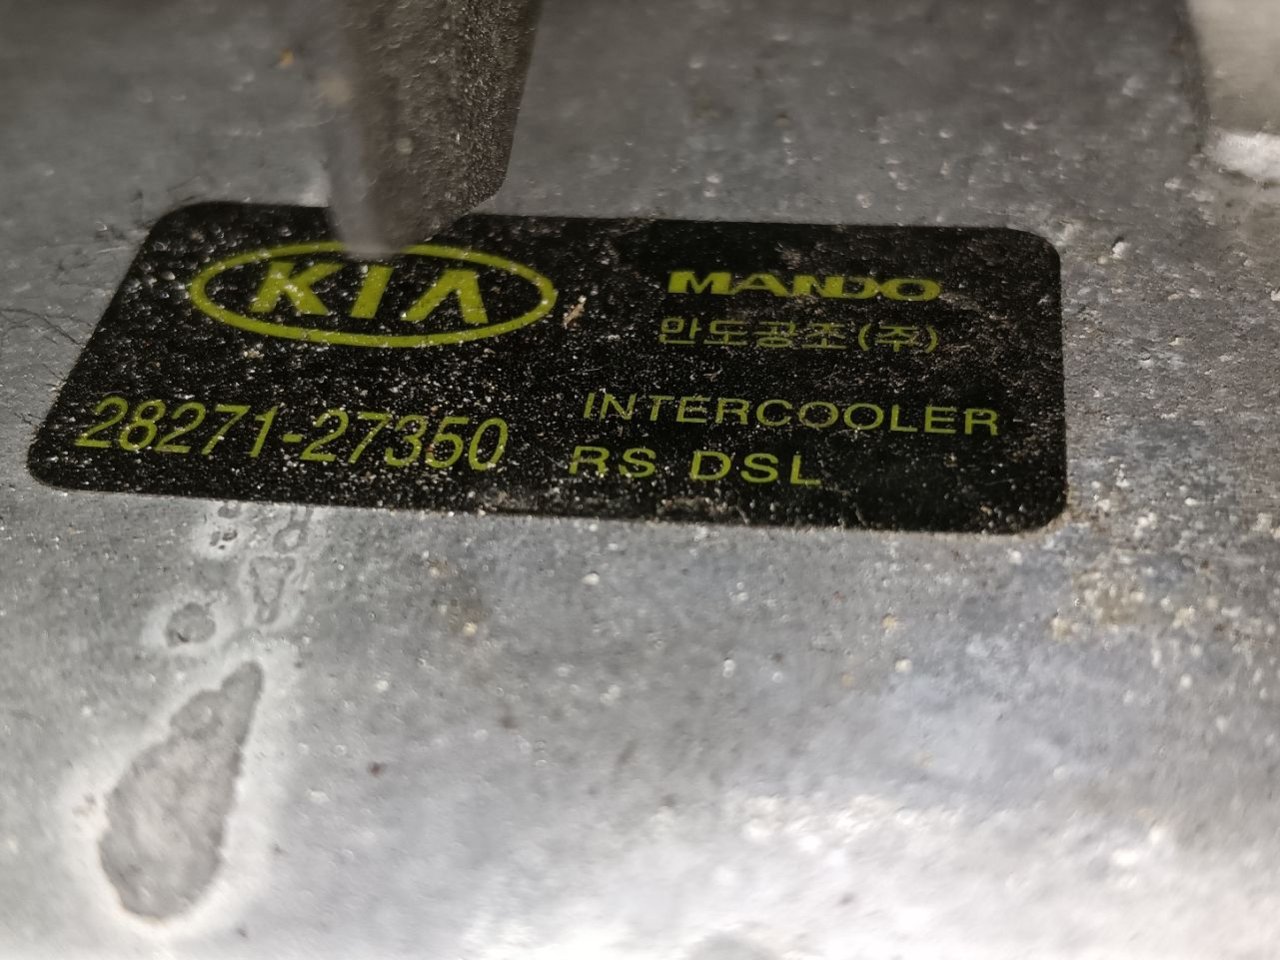 KIA
MANDO
만도공조(주)
28271-27350
INTERCOOLER
RS DSL